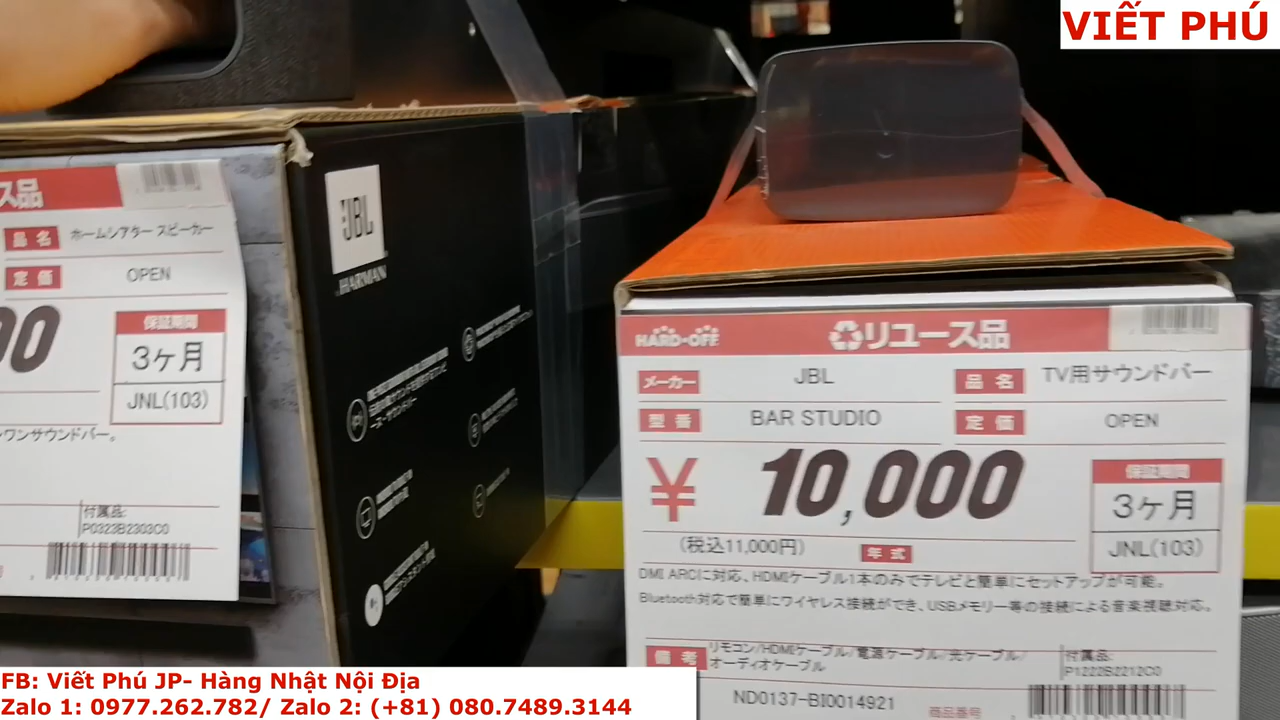 VIẾT PHÚ
ス品
品名 ホームシアター スピーカー
定価 OPEN
00
保証期間
3ヶ月
JNL(103)
ワンサウンドバー。
付属品:
P0323B2303C0
JBL
HARMAN
HARD・OFF リユース品
メーカー JBL 品名 TV用サウンドバー
型番 BAR STUDIO 定価 OPEN
¥ 10,000
保証期間
3ヶ月
JNL(103)
(税込11,000円) 年式
DMI ARCに対応、HDMIケーブル1本のみでテレビと簡単にセットアップが可能。
Bluetooth対応で簡単にワイヤレス接続ができ、USBメモリー等の接続による音楽視聴対応。
備考 リモコン/HDMIケーブル/電源ケーブル/光ケーブル/
オーディオケーブル
付属品:
P1222B2212C0
ND0137-BI0014921
商品番号
FB: Viết Phú JP- Hàng Nhật Nội Địa
Zalo 1: 0977.262.782/ Zalo 2: (+81) 080.7489.3144